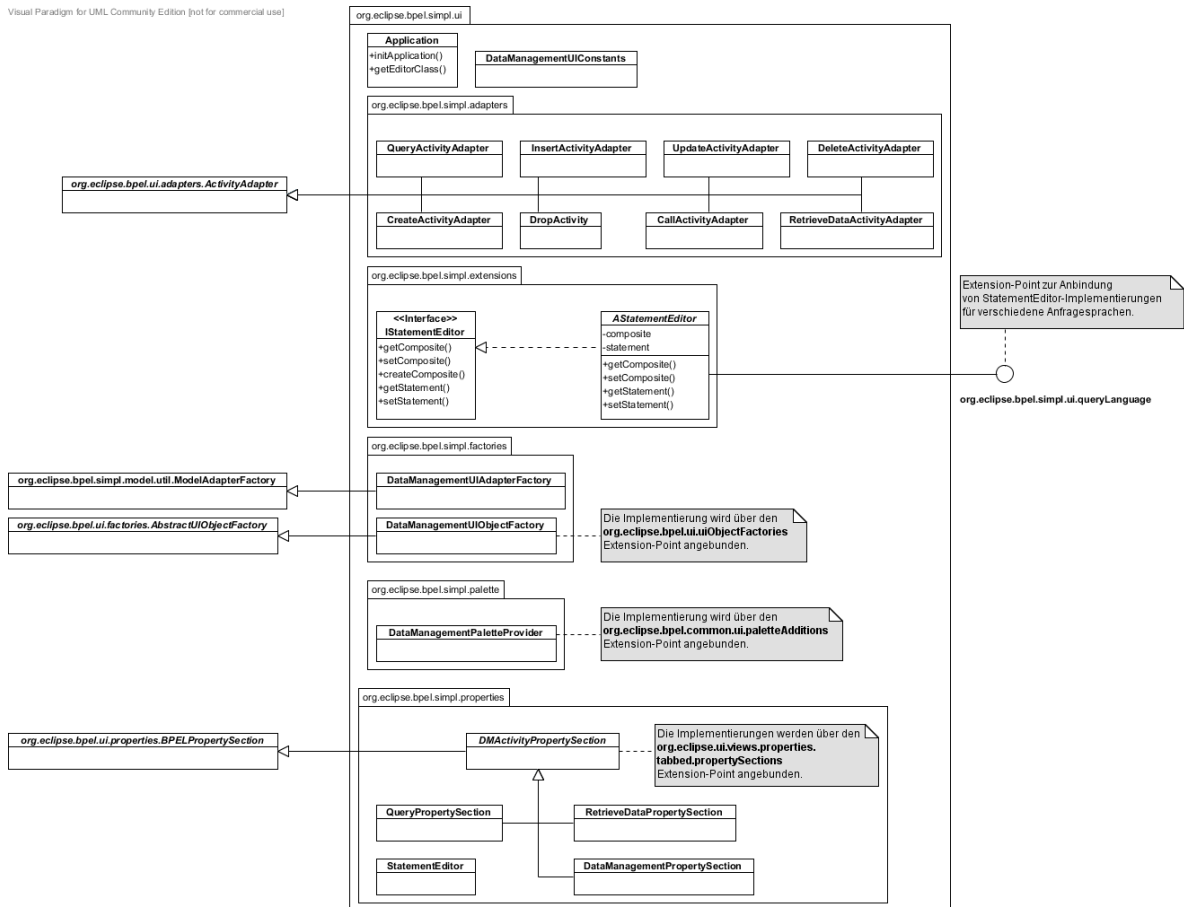 Visual Paradigm for UML Community Edition [not for commercial use]
org.eclipse.bpel.simpl.ui
Application
+initApplication()
+getEditorClass()
DataManagementUIConstants
org.eclipse.bpel.simpl.adapters
QueryActivityAdapter
InsertActivityAdapter
UpdateActivityAdapter
DeleteActivityAdapter
org.eclipse.bpel.ui.adapters.ActivityAdapter
CreateActivityAdapter
DropActivity
CallActivityAdapter
RetrieveDataActivityAdapter
org.eclipse.bpel.simpl.extensions
<<Interface>>
IStatementEditor
+getComposite()
+setComposite()
+createComposite()
+getStatement()
+setStatement()
AStatementEditor
-composite
-statement
+getComposite()
+setComposite()
+getStatement()
+setStatement()
Extension-Point zur Anbindung
von StatementEditor-Implementierungen
für verschiedene Anfragesprachen.
org.eclipse.bpel.simpl.ui.queryLanguage
org.eclipse.bpel.simpl.factories
org.eclipse.bpel.simpl.model.util.ModelAdapterFactory
DataManagementUIAdapterFactory
org.eclipse.bpel.ui.factories.AbstractUIObjectFactory
DataManagementUIObjectFactory
Die Implementierung wird über den
org.eclipse.bpel.ui.uiObjectFactories
Extension-Point angebunden.
org.eclipse.bpel.simpl.palette
DataManagementPaletteProvider
Die Implementierung wird über den
org.eclipse.bpel.common.ui.paletteAdditions
Extension-Point angebunden.
org.eclipse.bpel.simpl.properties
org.eclipse.bpel.ui.properties.BPELPropertySection
DMActivityPropertySection
Die Implementierungen werden über den
org.eclipse.ui.views.properties.
tabbed.propertySections
Extension-Point angebunden.
QueryPropertySection
RetrieveDataPropertySection
StatementEditor
DataManagementPropertySection